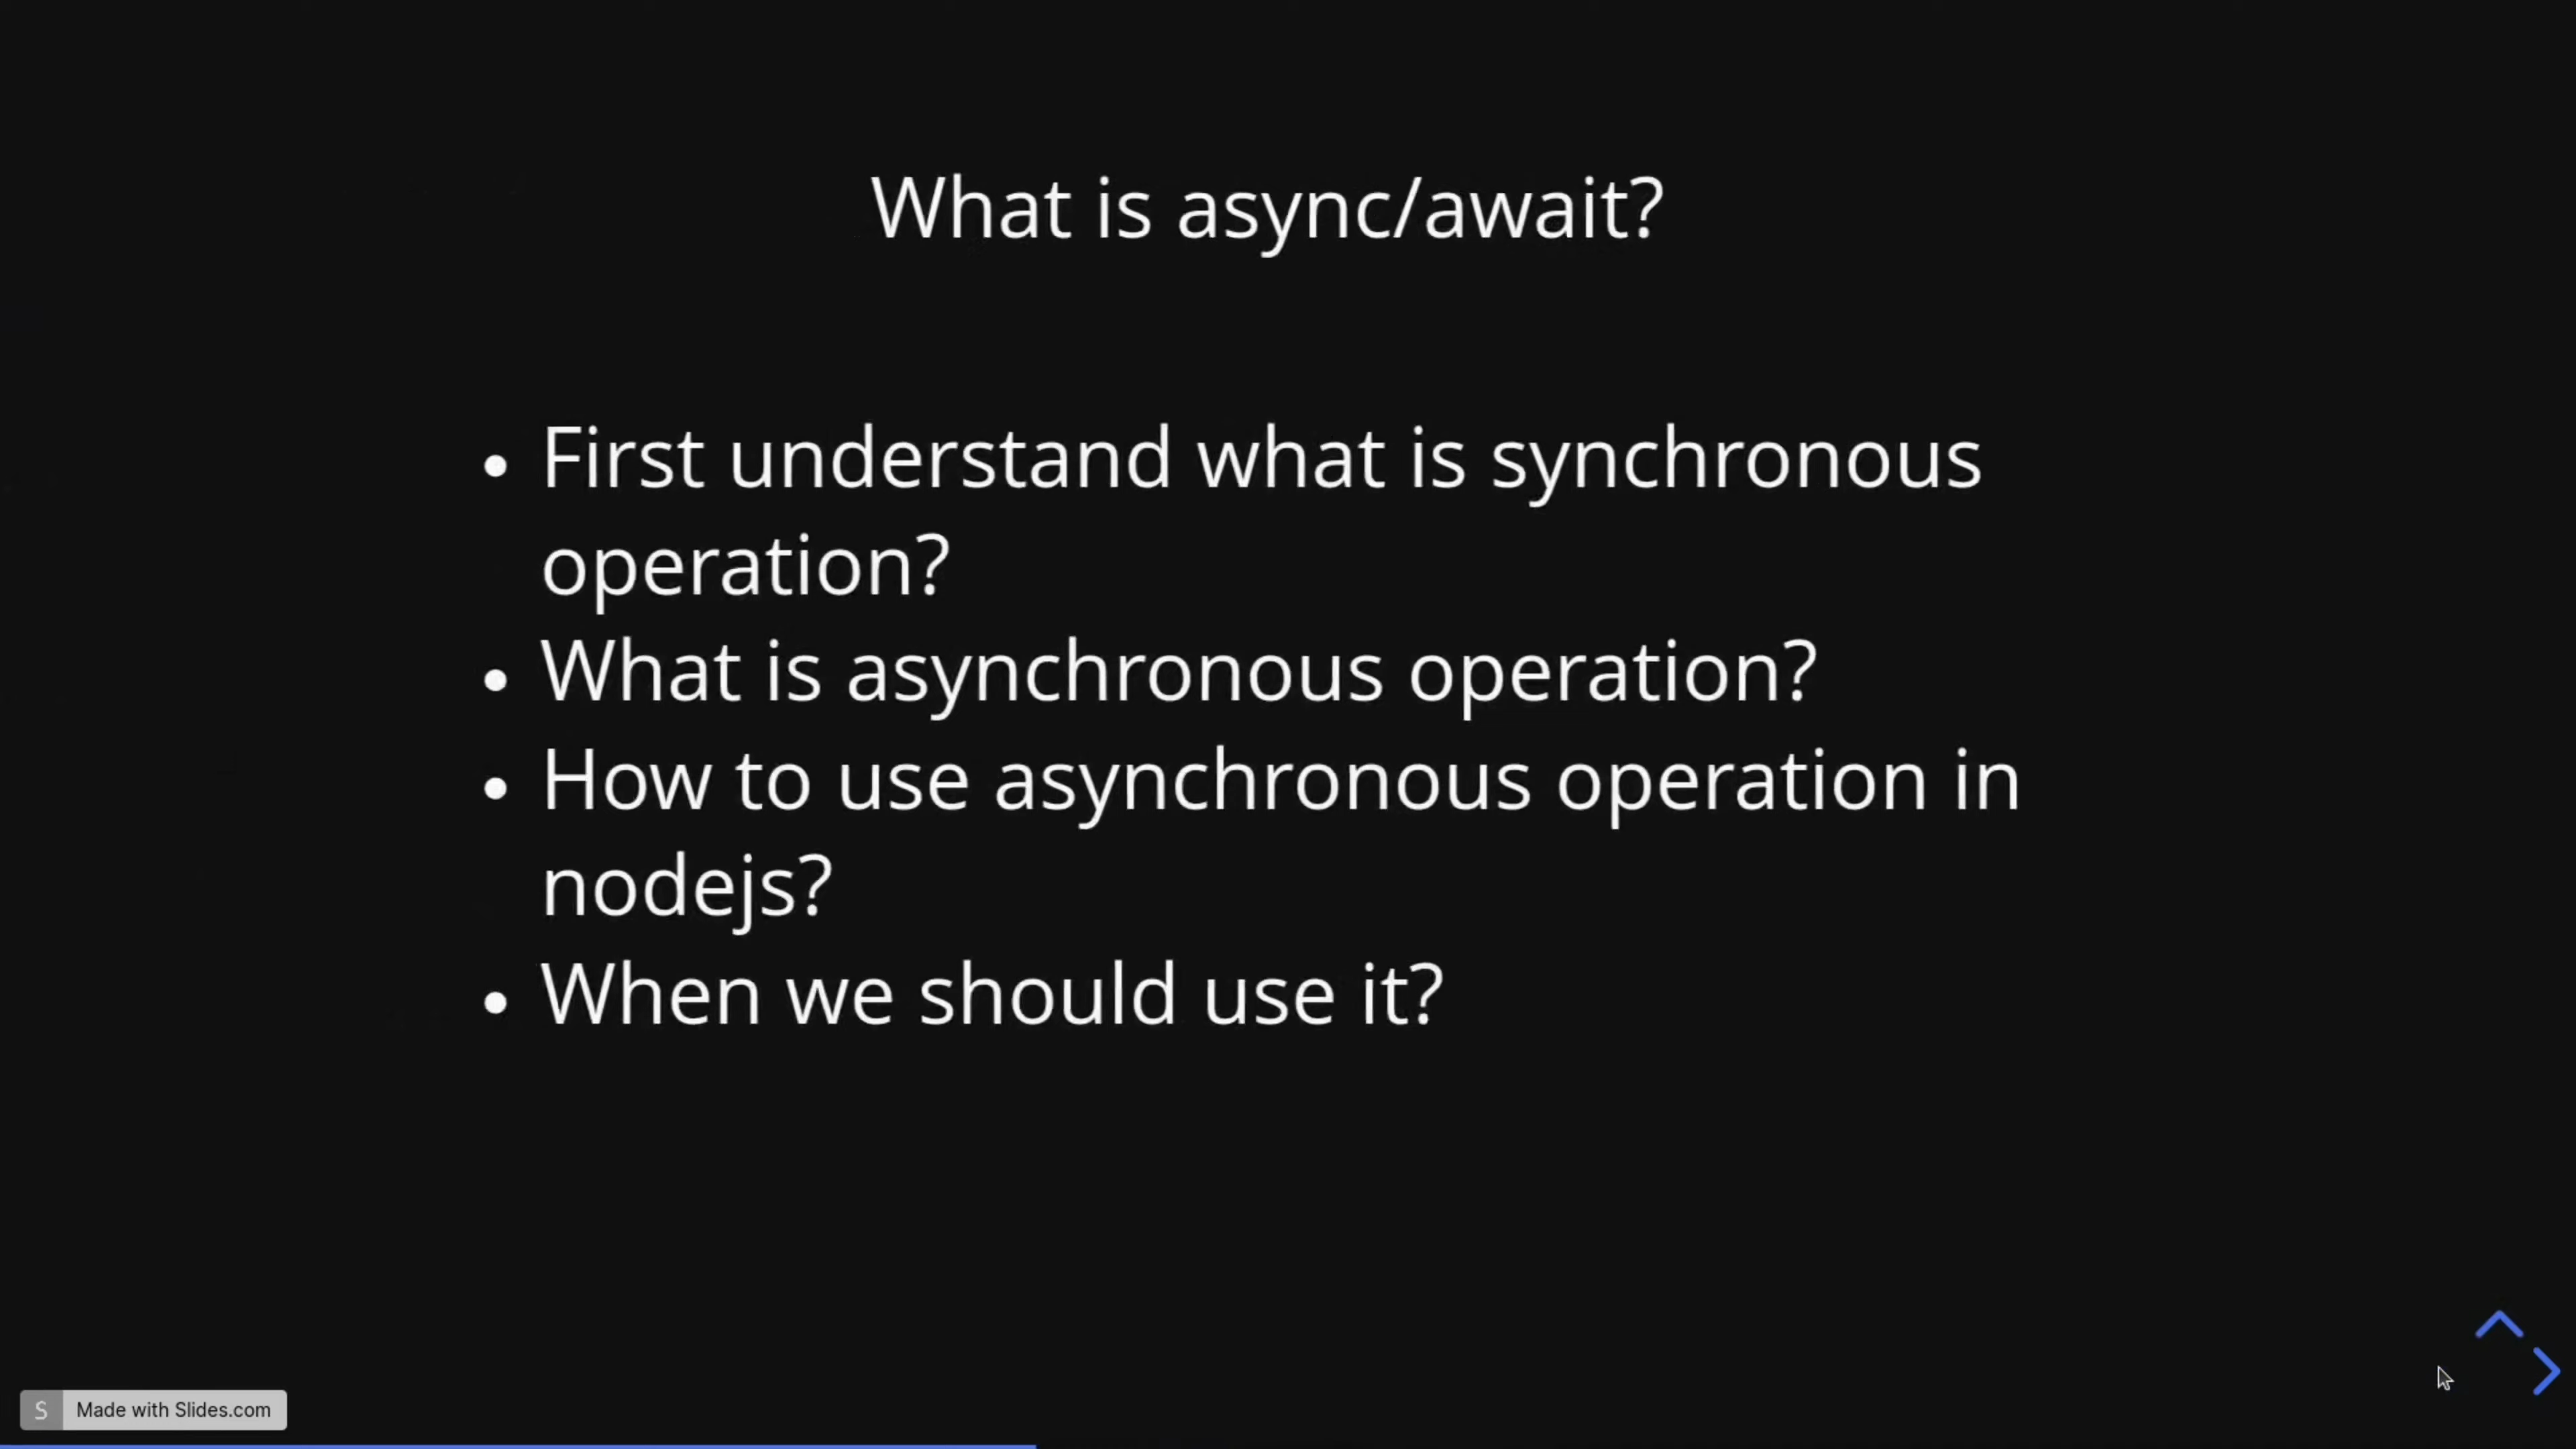 What is async/await?
• First understand what is synchronous
operation?
• What is asynchronous operation?
• How to use asynchronous operation in
nodejs?
• When we should use it?
S Made with Slides.com